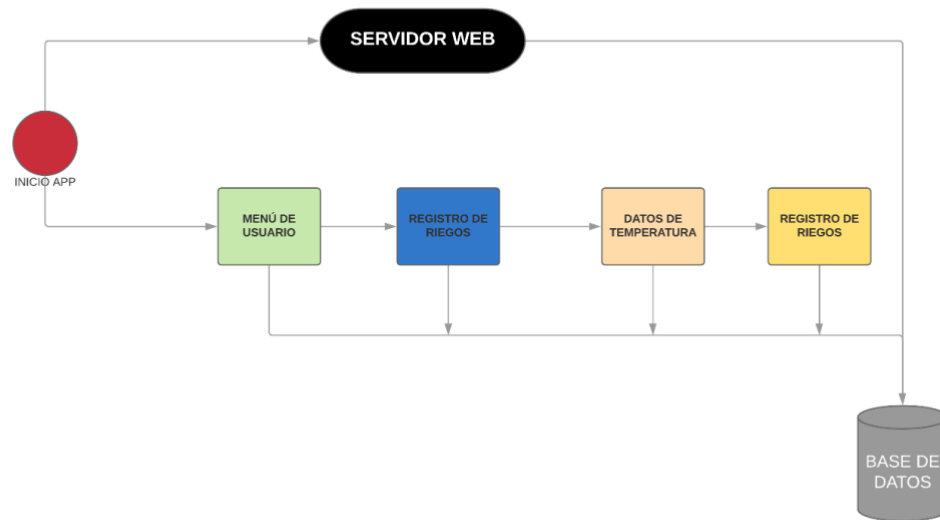 SERVIDOR WEB
INICIO APP
MENÚ DE
USUARIO
REGISTRO DE
RIEGOS
DATOS DE
TEMPERATURA
REGISTRO DE
RIEGOS
BASE DE
DATOS